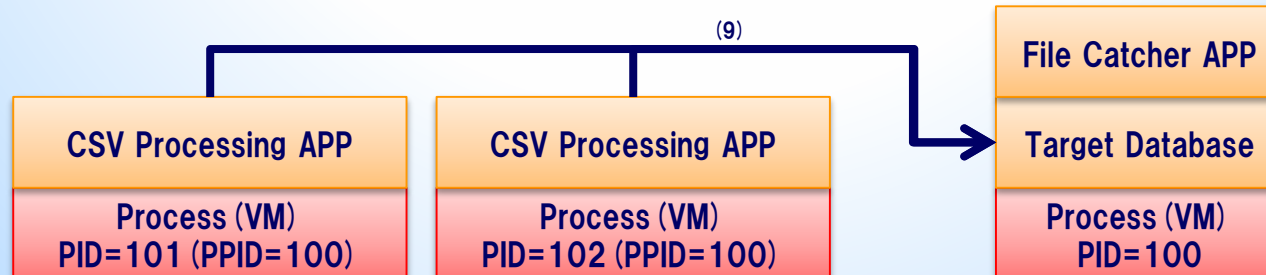 (9)
File Catcher APP
CSV Processing APP
CSV Processing APP
Target Database
Process (VM)
PID=101 (PPID=100)
Process (VM)
PID=102 (PPID=100)
Process (VM)
PID=100